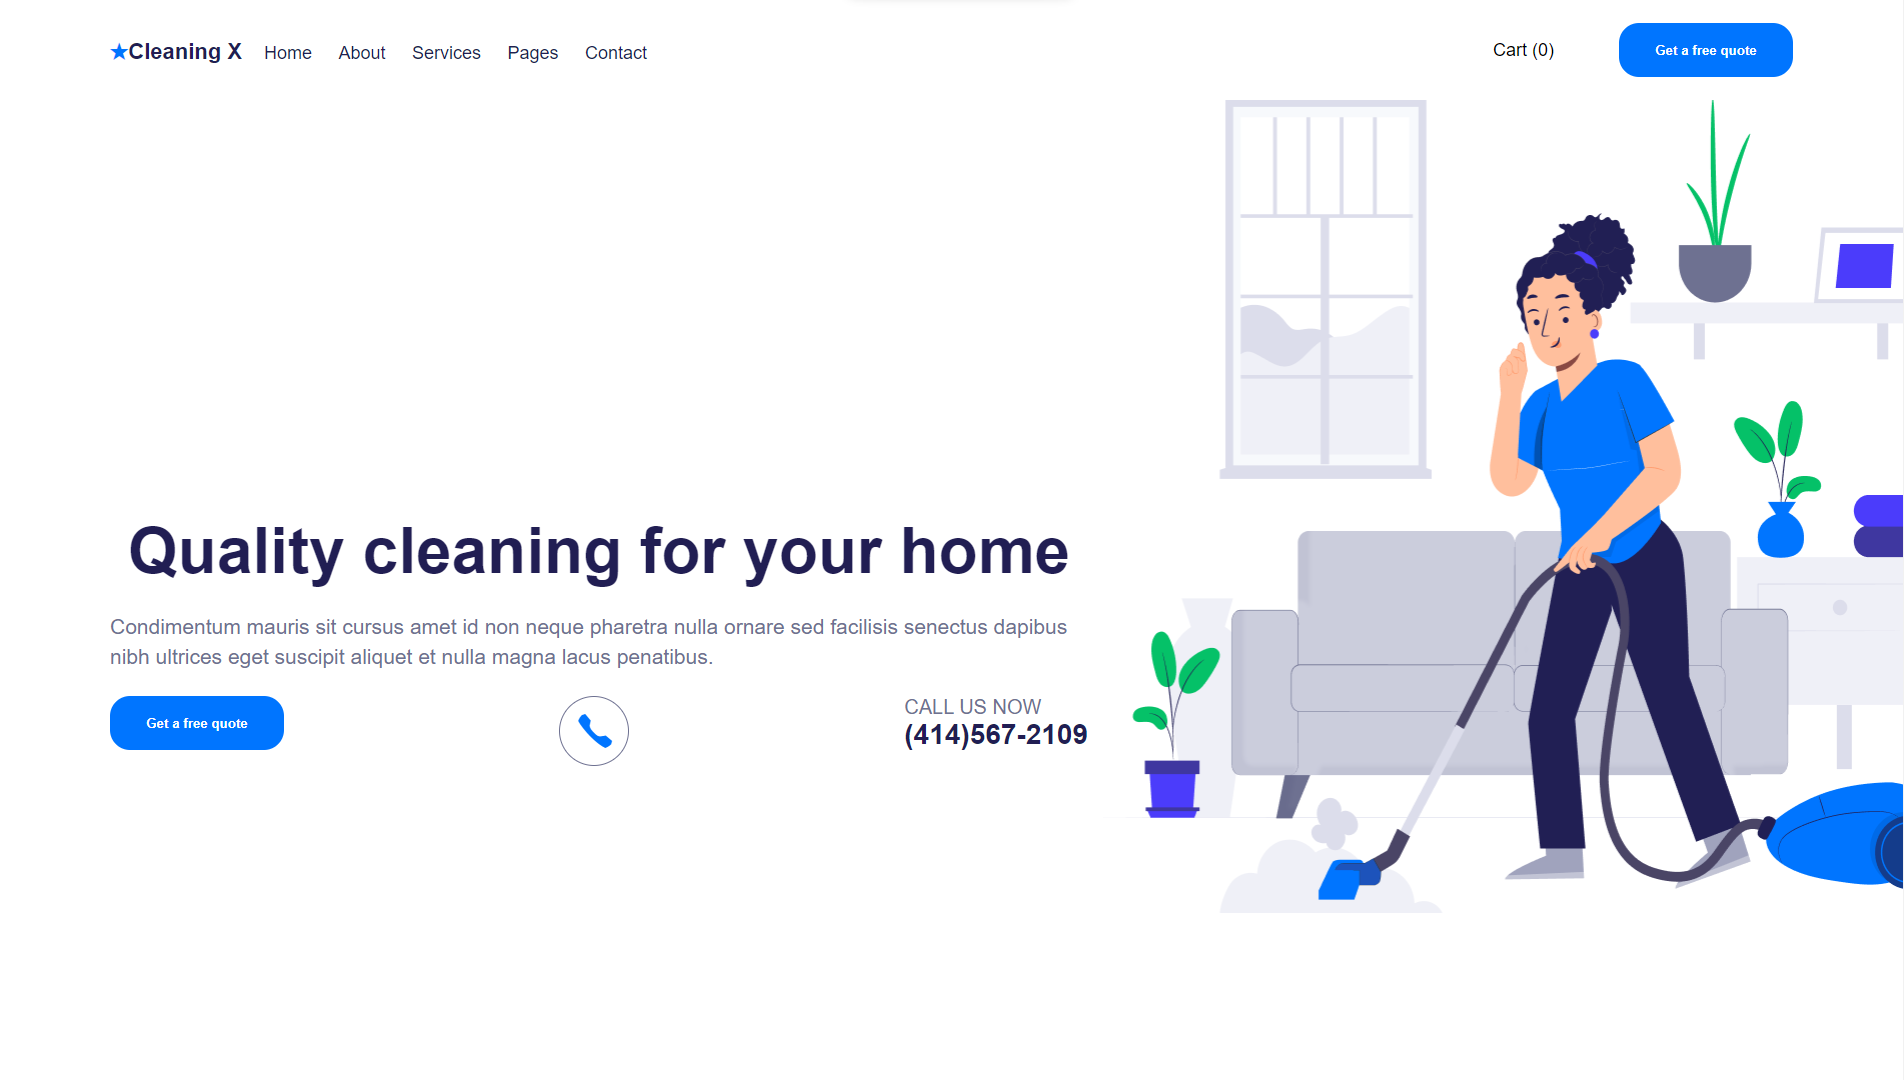 ★Cleaning X Home About Services Pages Contact Cart (0) Get a free quote
Quality cleaning for your home
Condimentum mauris sit cursus amet id non neque pharetra nulla ornare sed facilisis senectus dapibus
nibh ultrices eget suscipit aliquet et nulla magna lacus penatibus.
Get a free quote
CALL US NOW
(414)567-2109